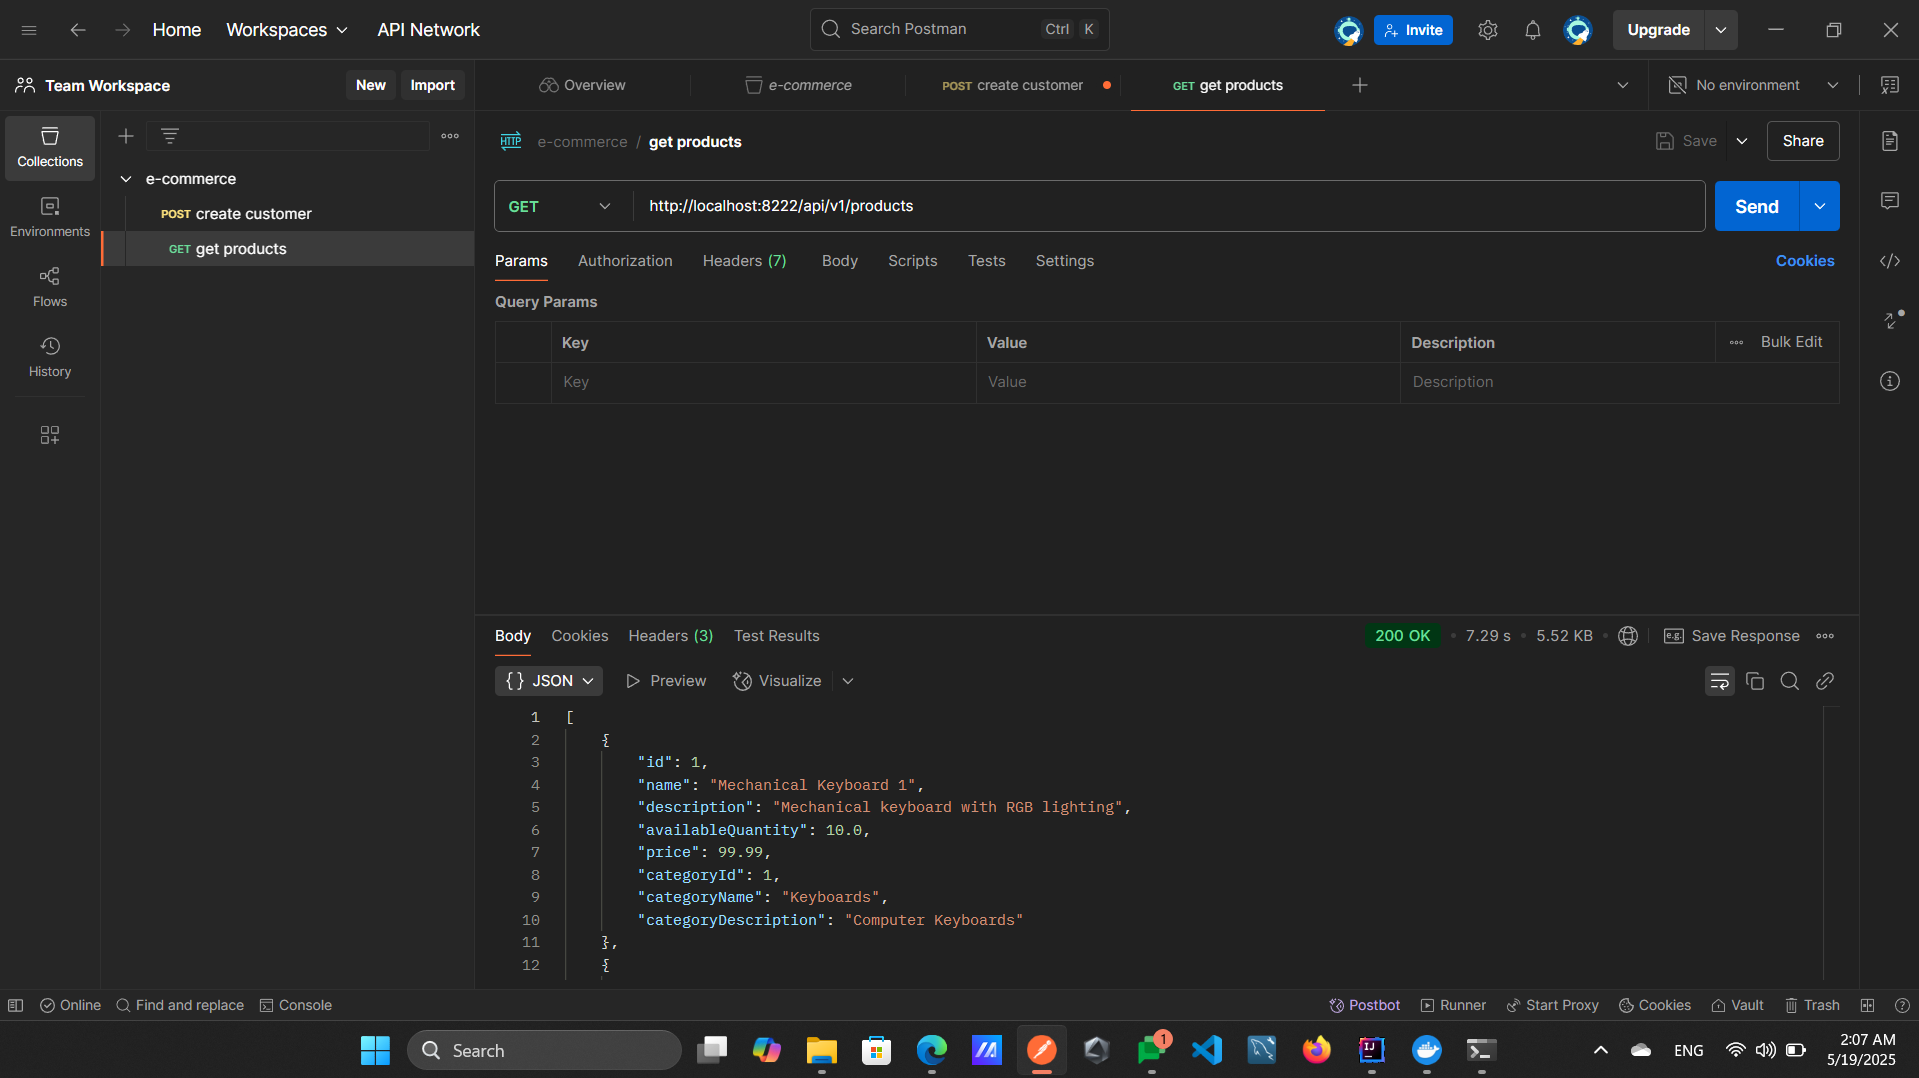 Home Workspaces API Network Search Postman Ctrl K Invite Upgrade
Team Workspace New Import Overview e-commerce POST create customer GET get products No environment
Collections
Environments
Flows
History
e-commerce
POST create customer
GET get products
e-commerce / get products Save Share
GET http://localhost:8222/api/v1/products Send
Params Authorization Headers (7) Body Scripts Tests Settings Cookies
Query Params
Key Value Description Bulk Edit
Key Value Description
Body Cookies Headers (3) Test Results 200 OK 7.29 s 5.52 KB e.g. Save Response
{} JSON Preview Visualize
1 [
2 {
3 "id": 1,
4 "name": "Mechanical Keyboard 1",
5 "description": "Mechanical keyboard with RGB lighting",
6 "availableQuantity": 10.0,
7 "price": 99.99,
8 "categoryId": 1,
9 "categoryName": "Keyboards",
10 "categoryDescription": "Computer Keyboards"
11 },
12 {
Online Find and replace Console Postbot Runner Start Proxy Cookies Vault Trash
Search 1 ENG 2:07 AM
5/19/2025